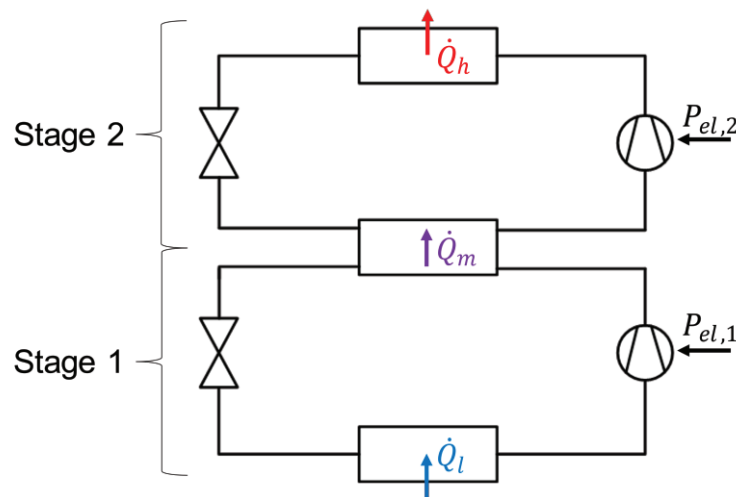 Q̇h
Stage 2
Pel,2
Q̇m
Pel,1
Stage 1
Q̇l